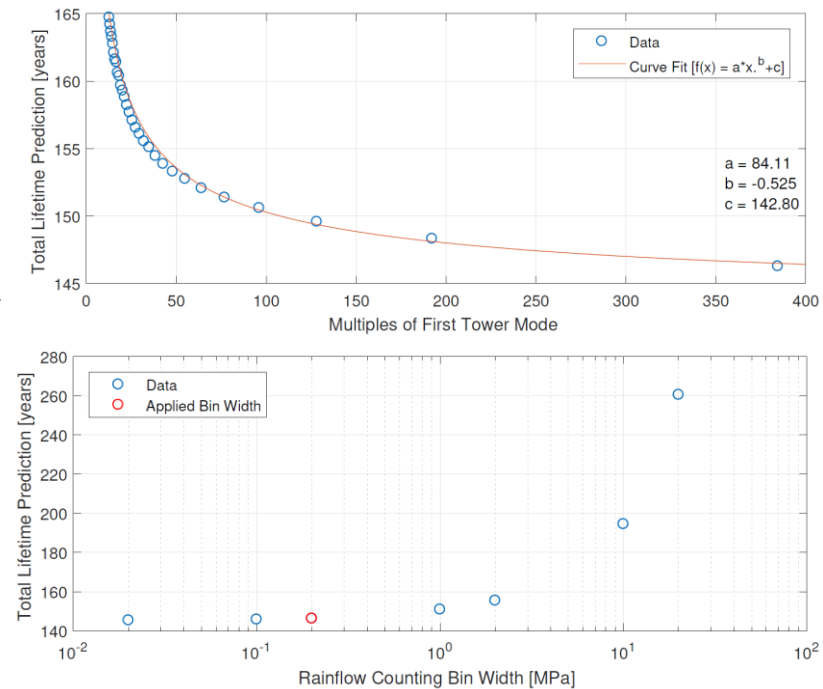 165
160
155
150
145
Total Lifetime Prediction [years]
Data
Curve Fit [f(x) = a*x.^b+c]
a = 84.11
b = -0.525
c = 142.80
0 50 100 150 200 250 300 350 400
Multiples of First Tower Mode
280
260
240
220
200
180
160
140
Total Lifetime Prediction [years]
Data
Applied Bin Width
10^-2 10^-1 10^0 10^1 10^2
Rainflow Counting Bin Width [MPa]